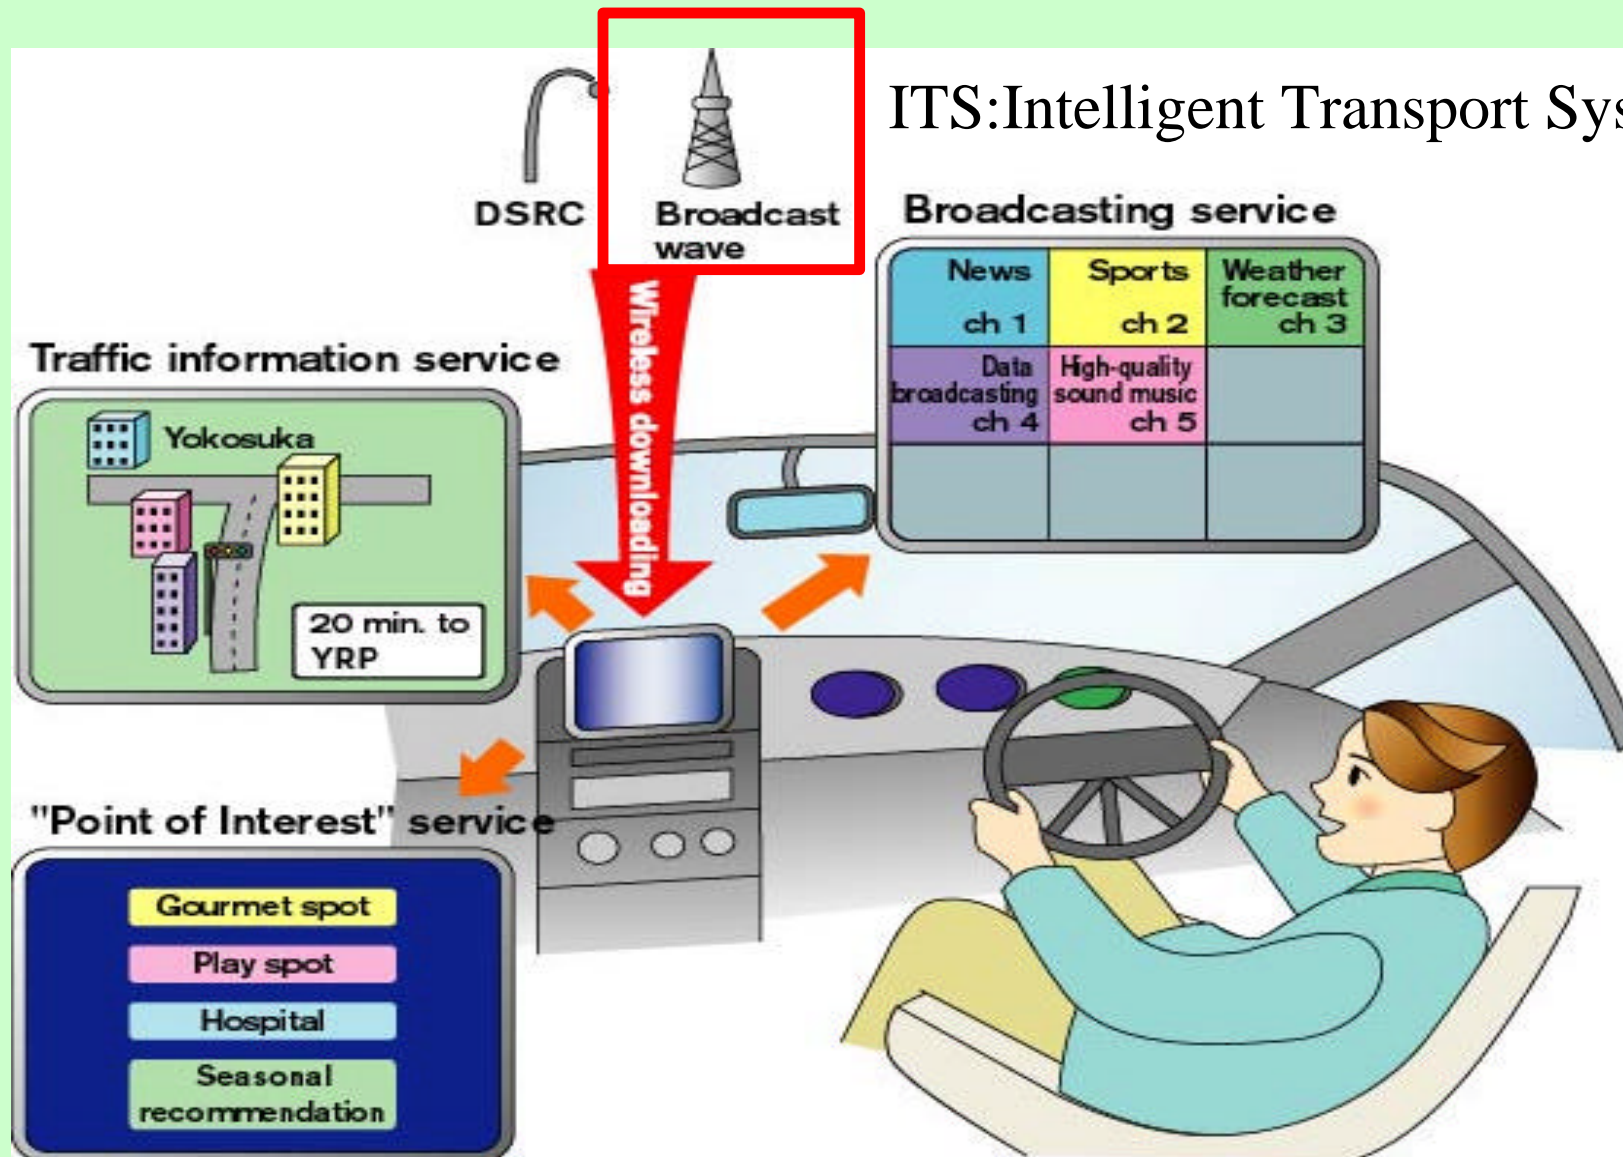 ITS:Intelligent Transport Sys
DSRC
Broadcast
wave
Wireless downloading
Broadcasting service
News
ch 1
Sports
ch 2
Weather
forecast
ch 3
Data
broadcasting
ch 4
High-quality
sound music
ch 5
Traffic information service
Yokosuka
20 min. to
YRP
"Point of Interest" service
Gourmet spot
Play spot
Hospital
Seasonal
recommendation